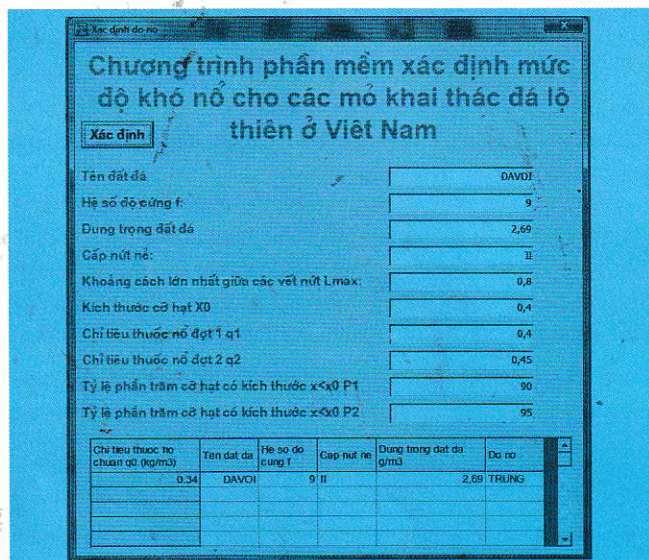 Xac dinh do no
Chương trình phần mềm xác định mức
độ khó nổ cho các mỏ khai thác đá lộ
thiên ở Việt Nam
Xác định
Tên đất đá DAVOI
Hệ số độ cứng f: 9
Dung trọng đất đá 2,69
Cấp nứt nẻ: II
Khoảng cách lớn nhất giữa các vết nứt Lmax: 0,8
Kích thước cỡ hạt X0 0,4
Chỉ tiêu thuốc nổ đợt 1 q1 0,4
Chỉ tiêu thuốc nổ đợt 2 q2 0,45
Tỷ lệ phần trăm cỡ hạt có kích thước x<x0 P1 90
Tỷ lệ phần trăm cỡ hạt có kích thước x<x0 P2 95
Chi tieu thuoc no chuan q0 (kg/m3) Ten dat da He so do cung f Cap nut ne Dung trong dat da g/m3 Do no
0.34 DAVOI 9 II 2,69 TRUNG